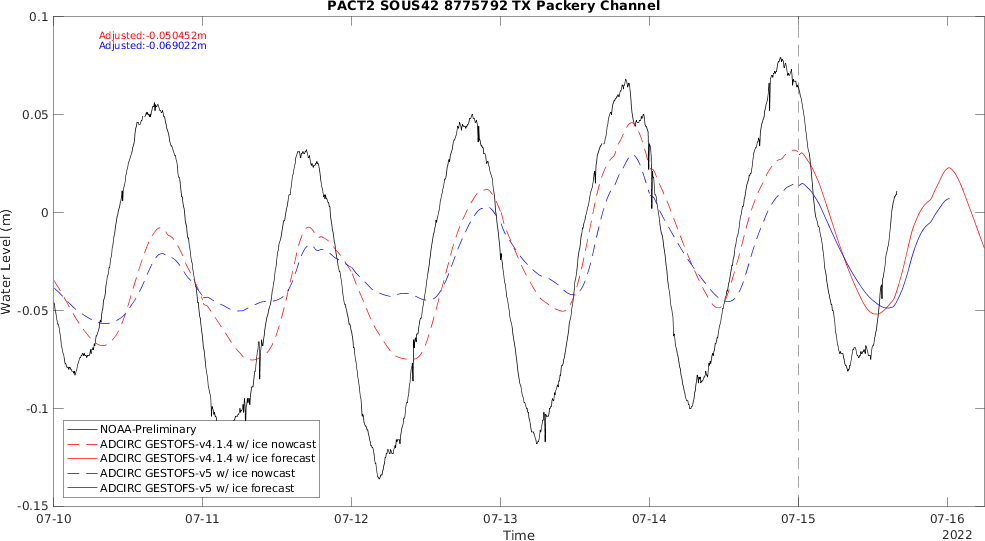 PACT2 SOUS42 8775792 TX Packery Channel
Adjusted:-0.050452m
Adjusted:-0.069022m
0.1
0.05
0
-0.05
-0.1
-0.15
Water Level (m)
NOAA-Preliminary
ADCIRC GESTOFS-v4.1.4 w/ ice nowcast
ADCIRC GESTOFS-v4.1.4 w/ ice forecast
ADCIRC GESTOFS-v5 w/ ice nowcast
ADCIRC GESTOFS-v5 w/ ice forecast
07-10 07-11 07-12 07-13 07-14 07-15 07-16
Time
2022